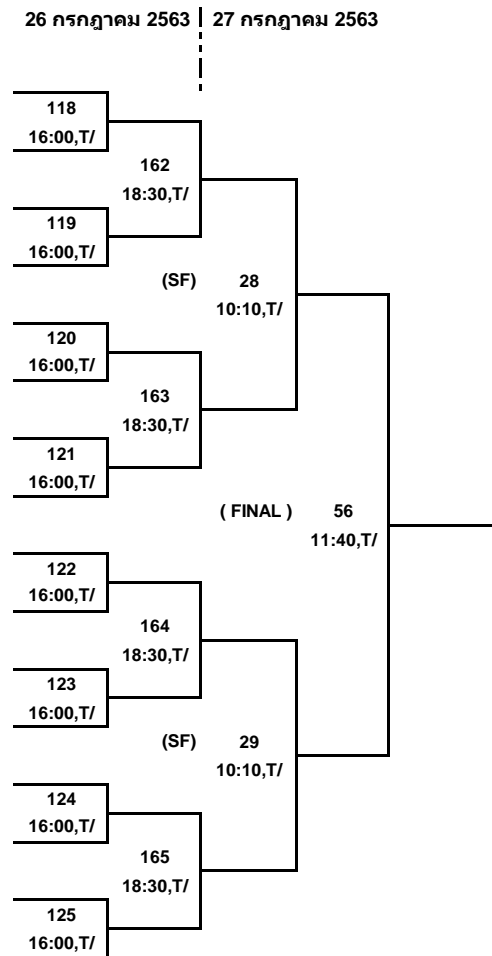 26 กรกฎาคม 2563 27 กรกฎาคม 2563
118
16:00,T/
162
18:30,T/
119
16:00,T/
(SF) 28
10:10,T/
120
16:00,T/
163
18:30,T/
121
16:00,T/
( FINAL ) 56
11:40,T/
122
16:00,T/
164
18:30,T/
123
16:00,T/
(SF) 29
10:10,T/
124
16:00,T/
165
18:30,T/
125
16:00,T/